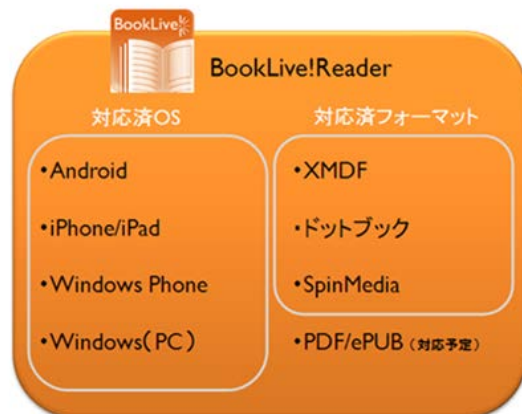 BookLive!
BookLive!Reader
対応済OS
•Android
•iPhone/iPad
•Windows Phone
•Windows(PC)
対応済フォーマット
•XMDF
•ドットブック
•SpinMedia
•PDF/ePUB (対応予定)